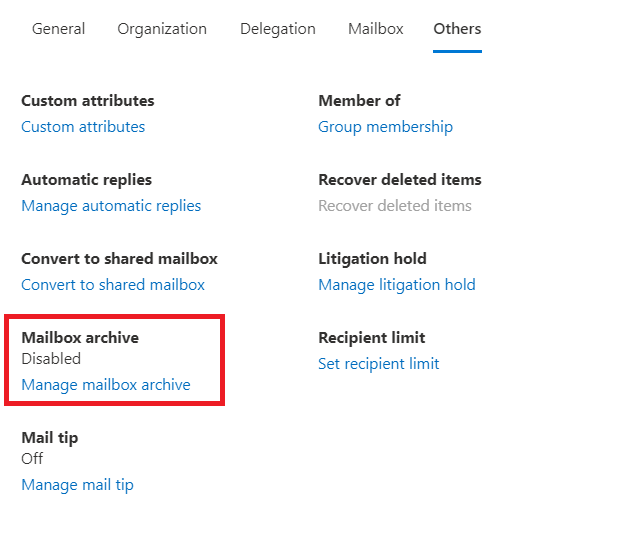 General Organization Delegation Mailbox Others
Custom attributes
Custom attributes
Member of
Group membership
Automatic replies
Manage automatic replies
Recover deleted items
Recover deleted items
Convert to shared mailbox
Convert to shared mailbox
Litigation hold
Manage litigation hold
Mailbox archive
Disabled
Manage mailbox archive
Recipient limit
Set recipient limit
Mail tip
Off
Manage mail tip